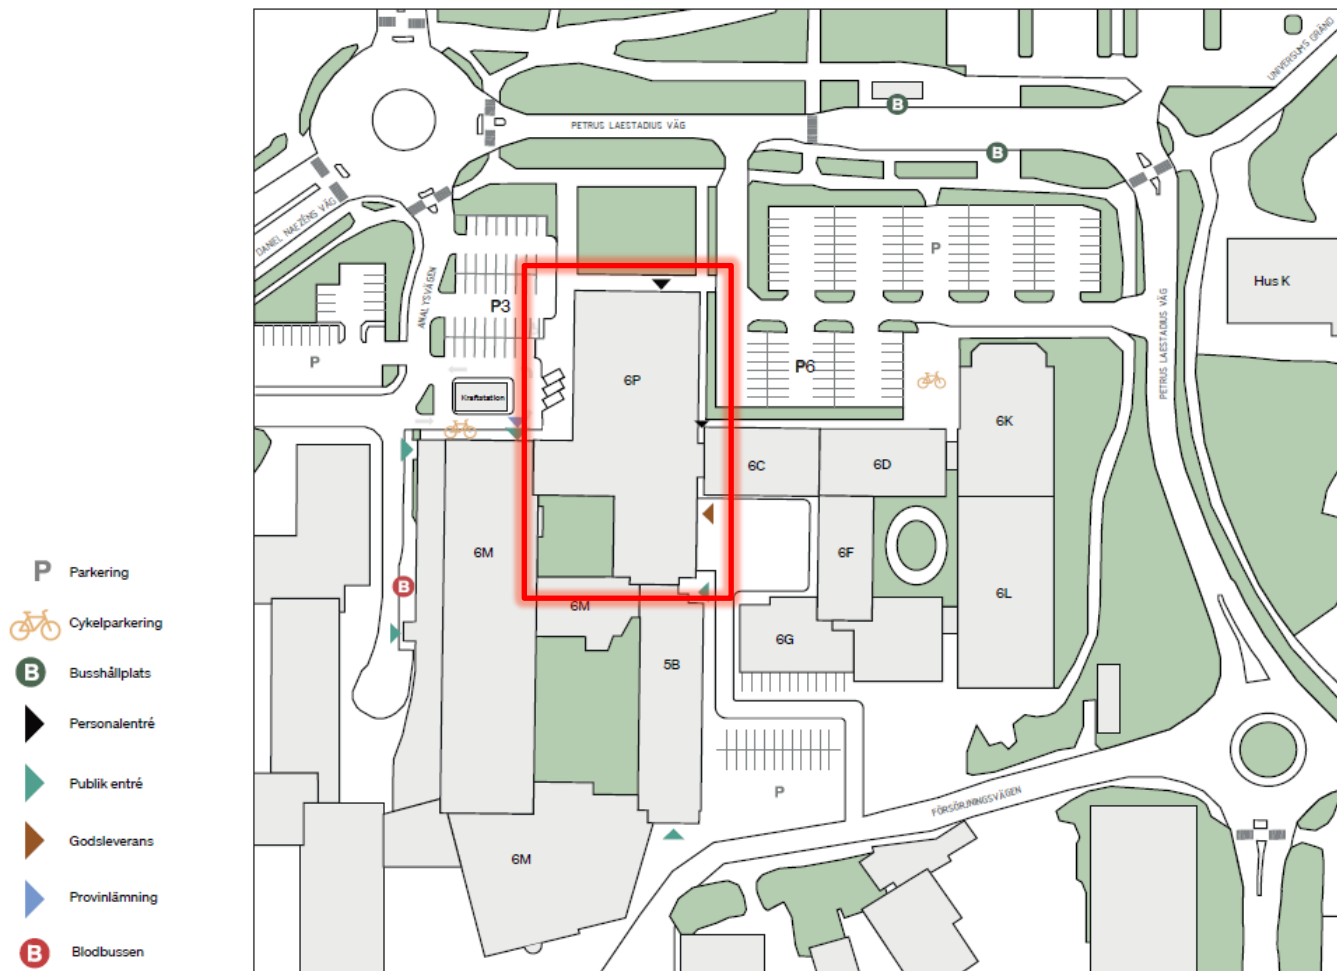 UNIVERSUMS GRÄND
B
PETRUS LAESTADIUS VÄG
B
DANIEL NAEZÉNS VÄG
P
Hus K
ANALYSVÄGEN
P3
PETRUS LAESTADIUS VÄG
P
P6
6P
Kraftstation
6K
6C
6D
6M
6F
B
6L
6M
6G
5B
P
FÖRSÖRJNINGSVÄGEN
6M
P Parkering
Cykelparkering
B Busshållplats
Personalentré
Publik entré
Godsleverans
Provinlämning
B Blodbussen